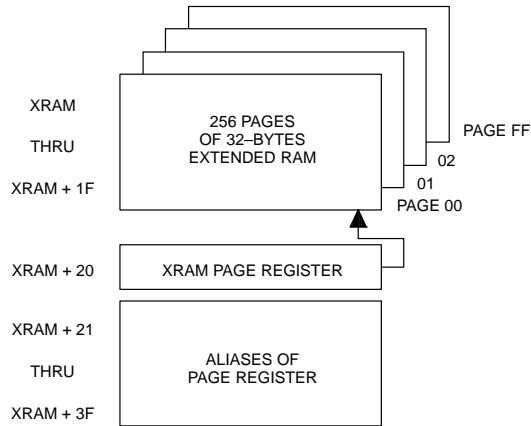 XRAM
THRU
XRAM + 1F
256 PAGES
OF 32–BYTES
EXTENDED RAM
PAGE FF
02
01
PAGE 00
XRAM + 20
XRAM PAGE REGISTER
XRAM + 21
THRU
XRAM + 3F
ALIASES OF
PAGE REGISTER